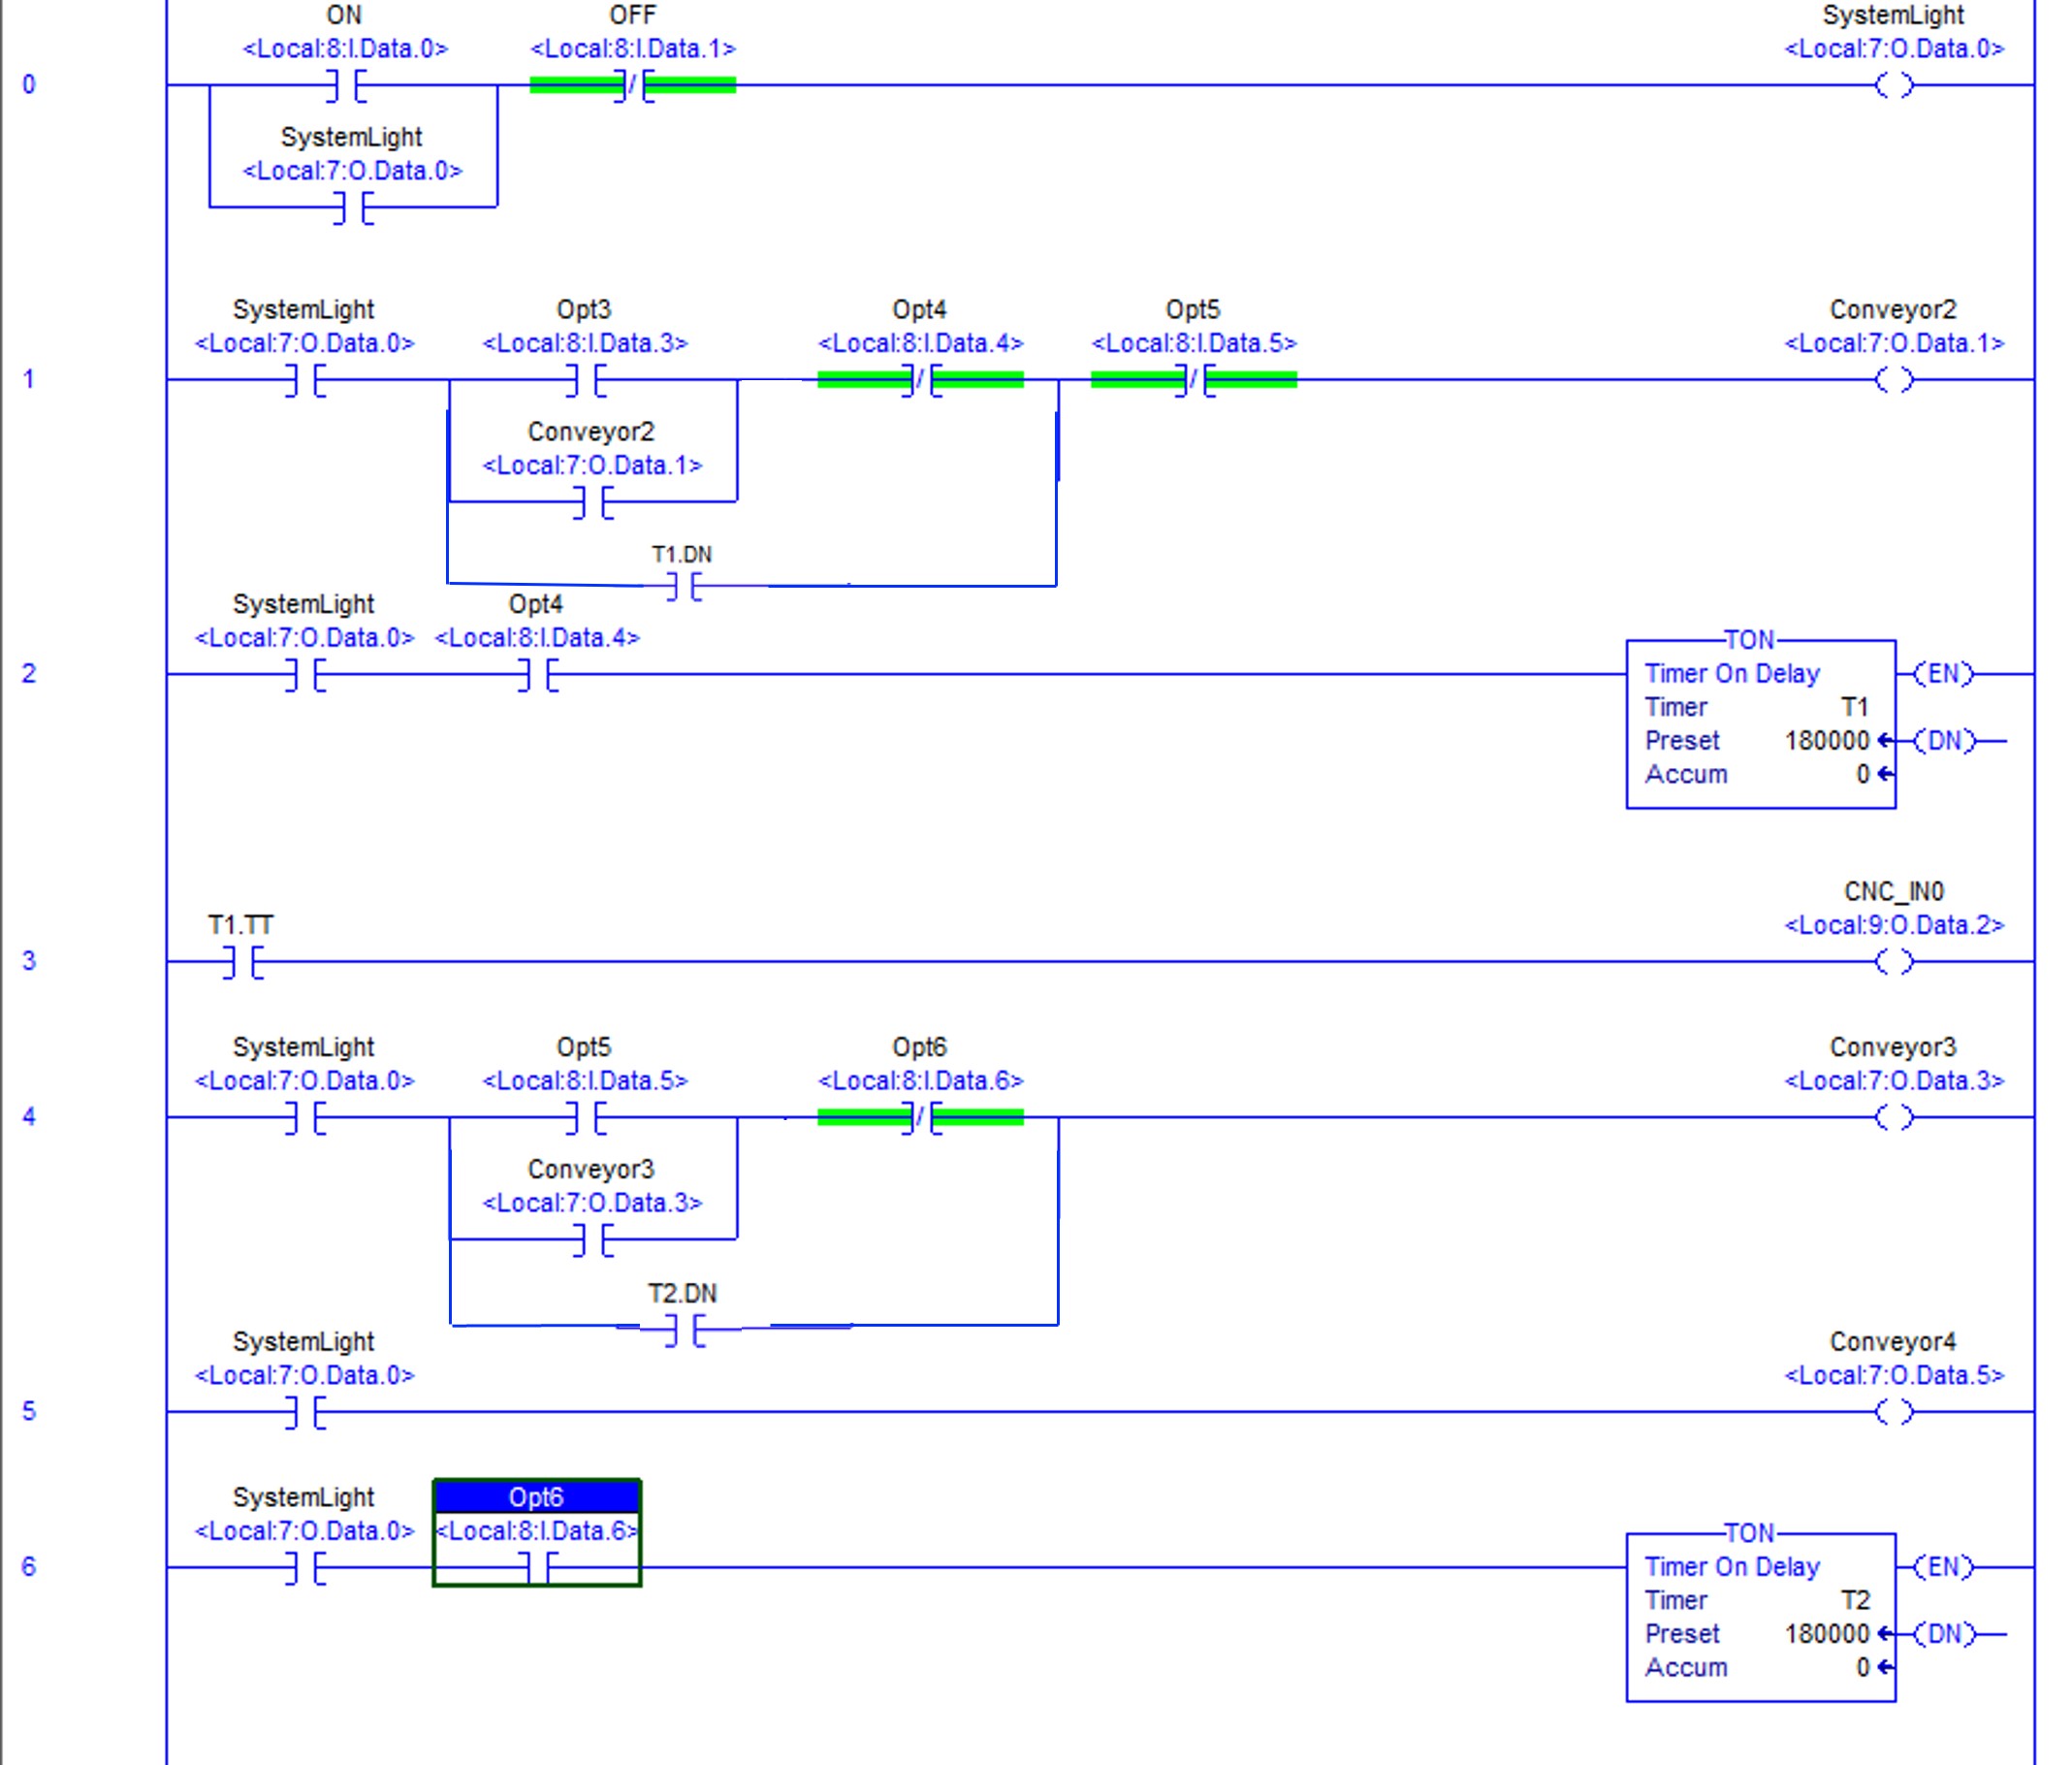 ON OFF SystemLight
<Local:8:I.Data.0> <Local:8:I.Data.1> <Local:7:O.Data.0>
0
SystemLight
<Local:7:O.Data.0>
SystemLight Opt3 Opt4 Opt5 Conveyor2
<Local:7:O.Data.0> <Local:8:I.Data.3> <Local:8:I.Data.4> <Local:8:I.Data.5> <Local:7:O.Data.1>
1
Conveyor2
<Local:7:O.Data.1>
T1.DN
SystemLight Opt4
<Local:7:O.Data.0> <Local:8:I.Data.4>
TON
2 Timer On Delay EN
Timer T1
Preset 180000 DN
Accum 0
CNC_IN0
T1.TT <Local:9:O.Data.2>
3
SystemLight Opt5 Opt6 Conveyor3
<Local:7:O.Data.0> <Local:8:I.Data.5> <Local:8:I.Data.6> <Local:7:O.Data.3>
4
Conveyor3
<Local:7:O.Data.3>
T2.DN
SystemLight Conveyor4
<Local:7:O.Data.0> <Local:7:O.Data.5>
5
SystemLight Opt6
<Local:7:O.Data.0> <Local:8:I.Data.6>
TON
6 Timer On Delay EN
Timer T2
Preset 180000 DN
Accum 0